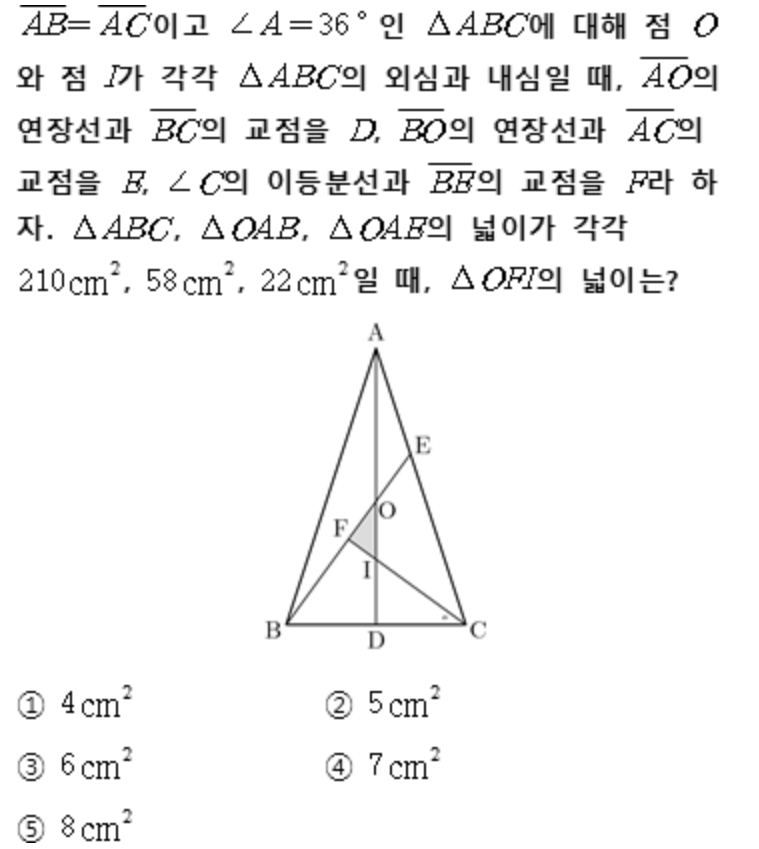 AB=AC이고 ∠A=36°인 △ABC에 대해 점 O
와 점 I가 각각 △ABC의 외심과 내심일 때, AO의
연장선과 BC의 교점을 D, BO의 연장선과 AC의
교점을 E, ∠C의 이등분선과 BE의 교점을 F라 하
자. △ABC, △OAB, △OAE의 넓이가 각각
210cm², 58cm², 22cm²일 때, △OFI의 넓이는?
A
E
O
F
I
B
D
C
① 4cm² ② 5cm²
③ 6cm² ④ 7cm²
⑤ 8cm²